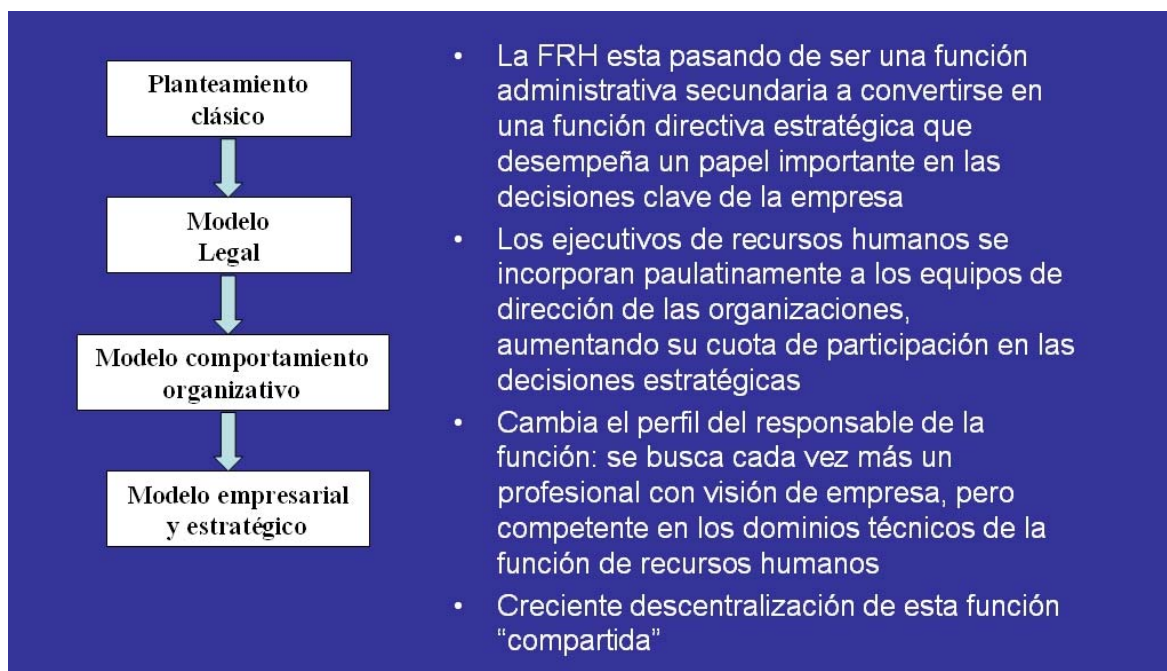 Planteamiento
clásico
Modelo
Legal
Modelo comportamiento
organizativo
Modelo empresarial
y estratégico
• La FRH esta pasando de ser una función
administrativa secundaria a convertirse en
una función directiva estratégica que
desempeña un papel importante en las
decisiones clave de la empresa
• Los ejecutivos de recursos humanos se
incorporan paulatinamente a los equipos de
dirección de las organizaciones,
aumentando su cuota de participación en las
decisiones estratégicas
• Cambia el perfil del responsable de la
función: se busca cada vez más un
profesional con visión de empresa, pero
competente en los dominios técnicos de la
función de recursos humanos
• Creciente descentralización de esta función
“compartida”